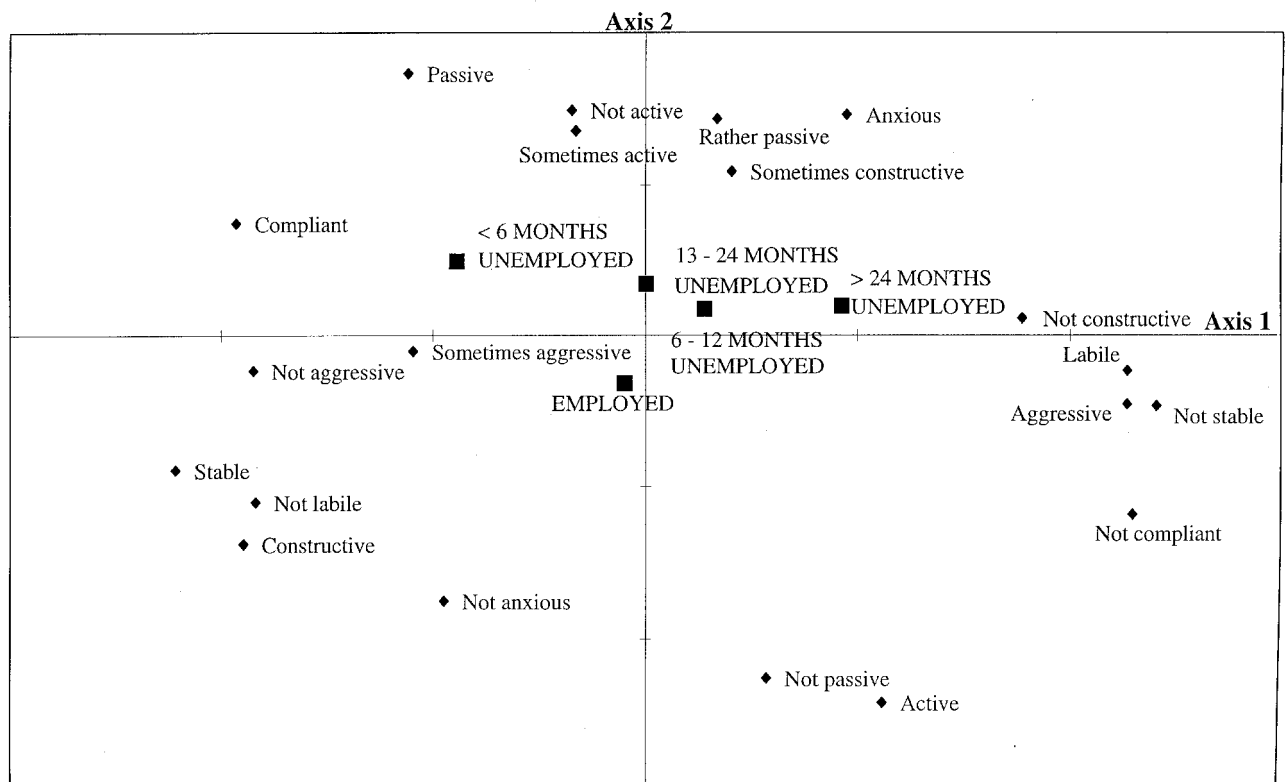 Axis 2
Passive
Not active
Anxious
Rather passive
Sometimes active
Sometimes constructive
Compliant
< 6 MONTHS
UNEMPLOYED
13 - 24 MONTHS
UNEMPLOYED
> 24 MONTHS
UNEMPLOYED
Not constructive
Axis 1
6 - 12 MONTHS
UNEMPLOYED
Sometimes aggressive
Labile
Not aggressive
EMPLOYED
Aggressive
Not stable
Stable
Not labile
Not compliant
Constructive
Not anxious
Not passive
Active